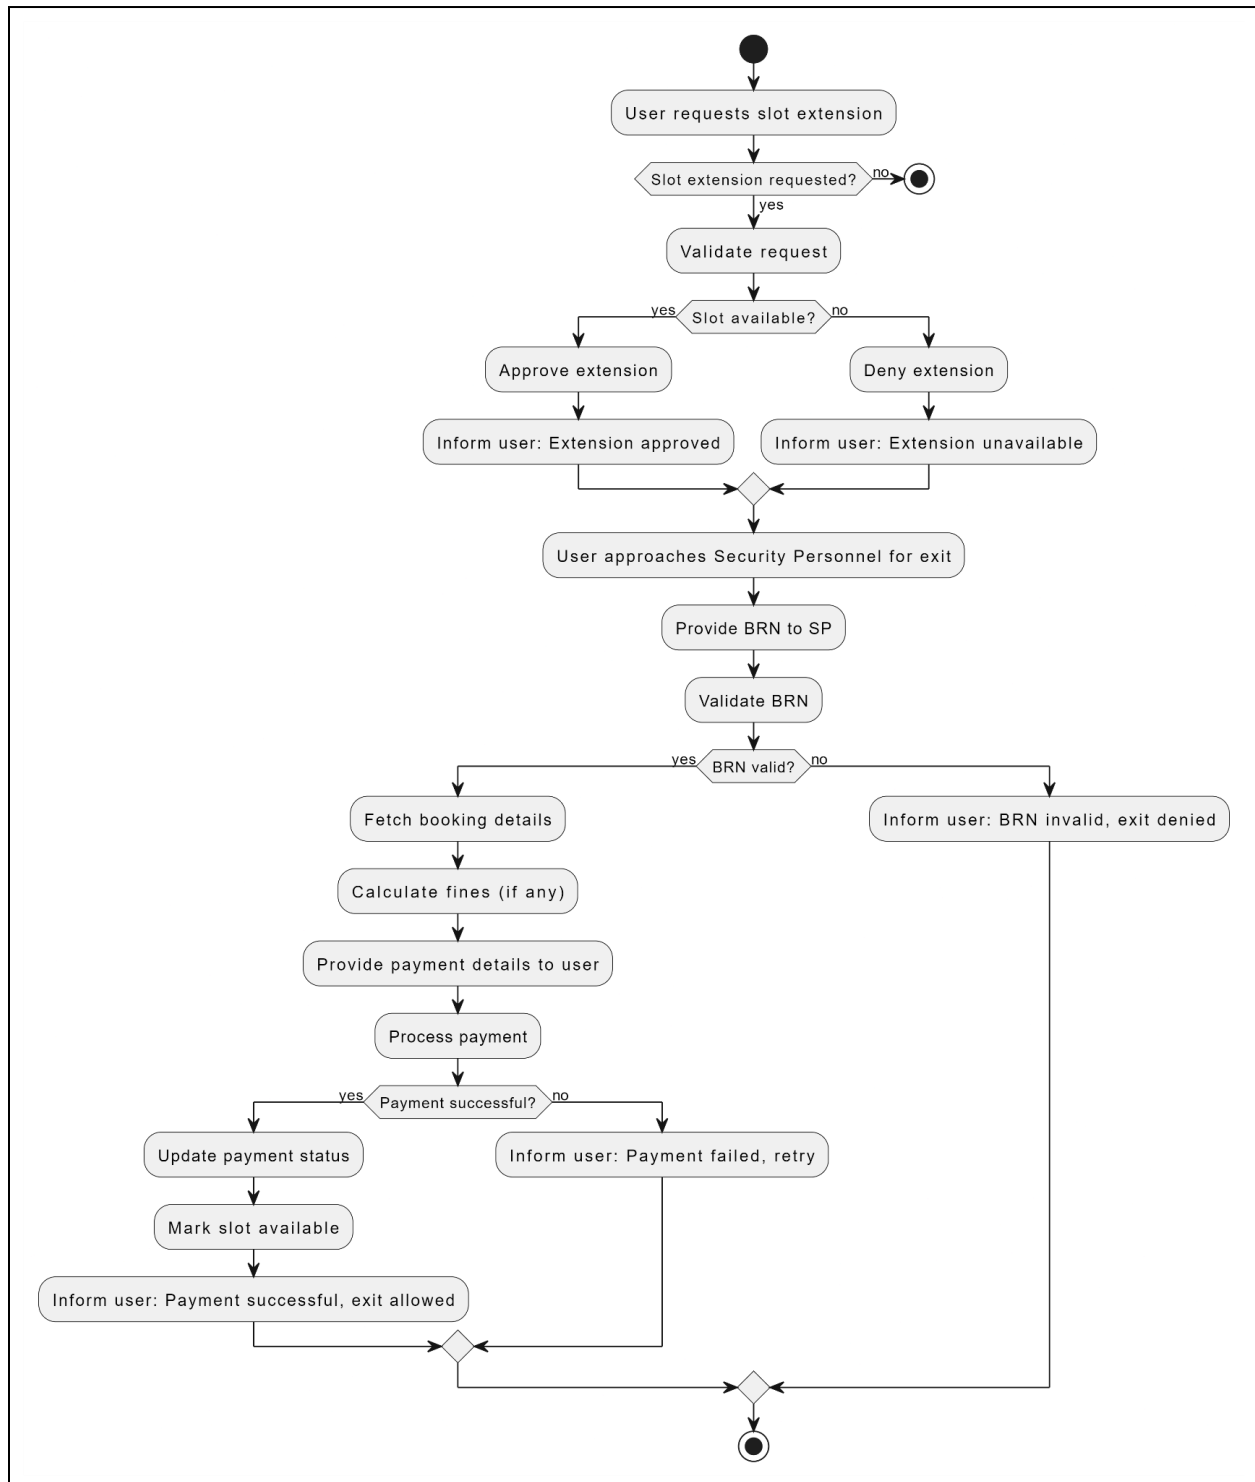 User requests slot extension
Slot extension requested?
no
yes
Validate request
yes
Slot available?
no
Approve extension
Deny extension
Inform user: Extension approved
Inform user: Extension unavailable
User approaches Security Personnel for exit
Provide BRN to SP
Validate BRN
yes
BRN valid?
no
Fetch booking details
Inform user: BRN invalid, exit denied
Calculate fines (if any)
Provide payment details to user
Process payment
yes
Payment successful?
no
Update payment status
Inform user: Payment failed, retry
Mark slot available
Inform user: Payment successful, exit allowed